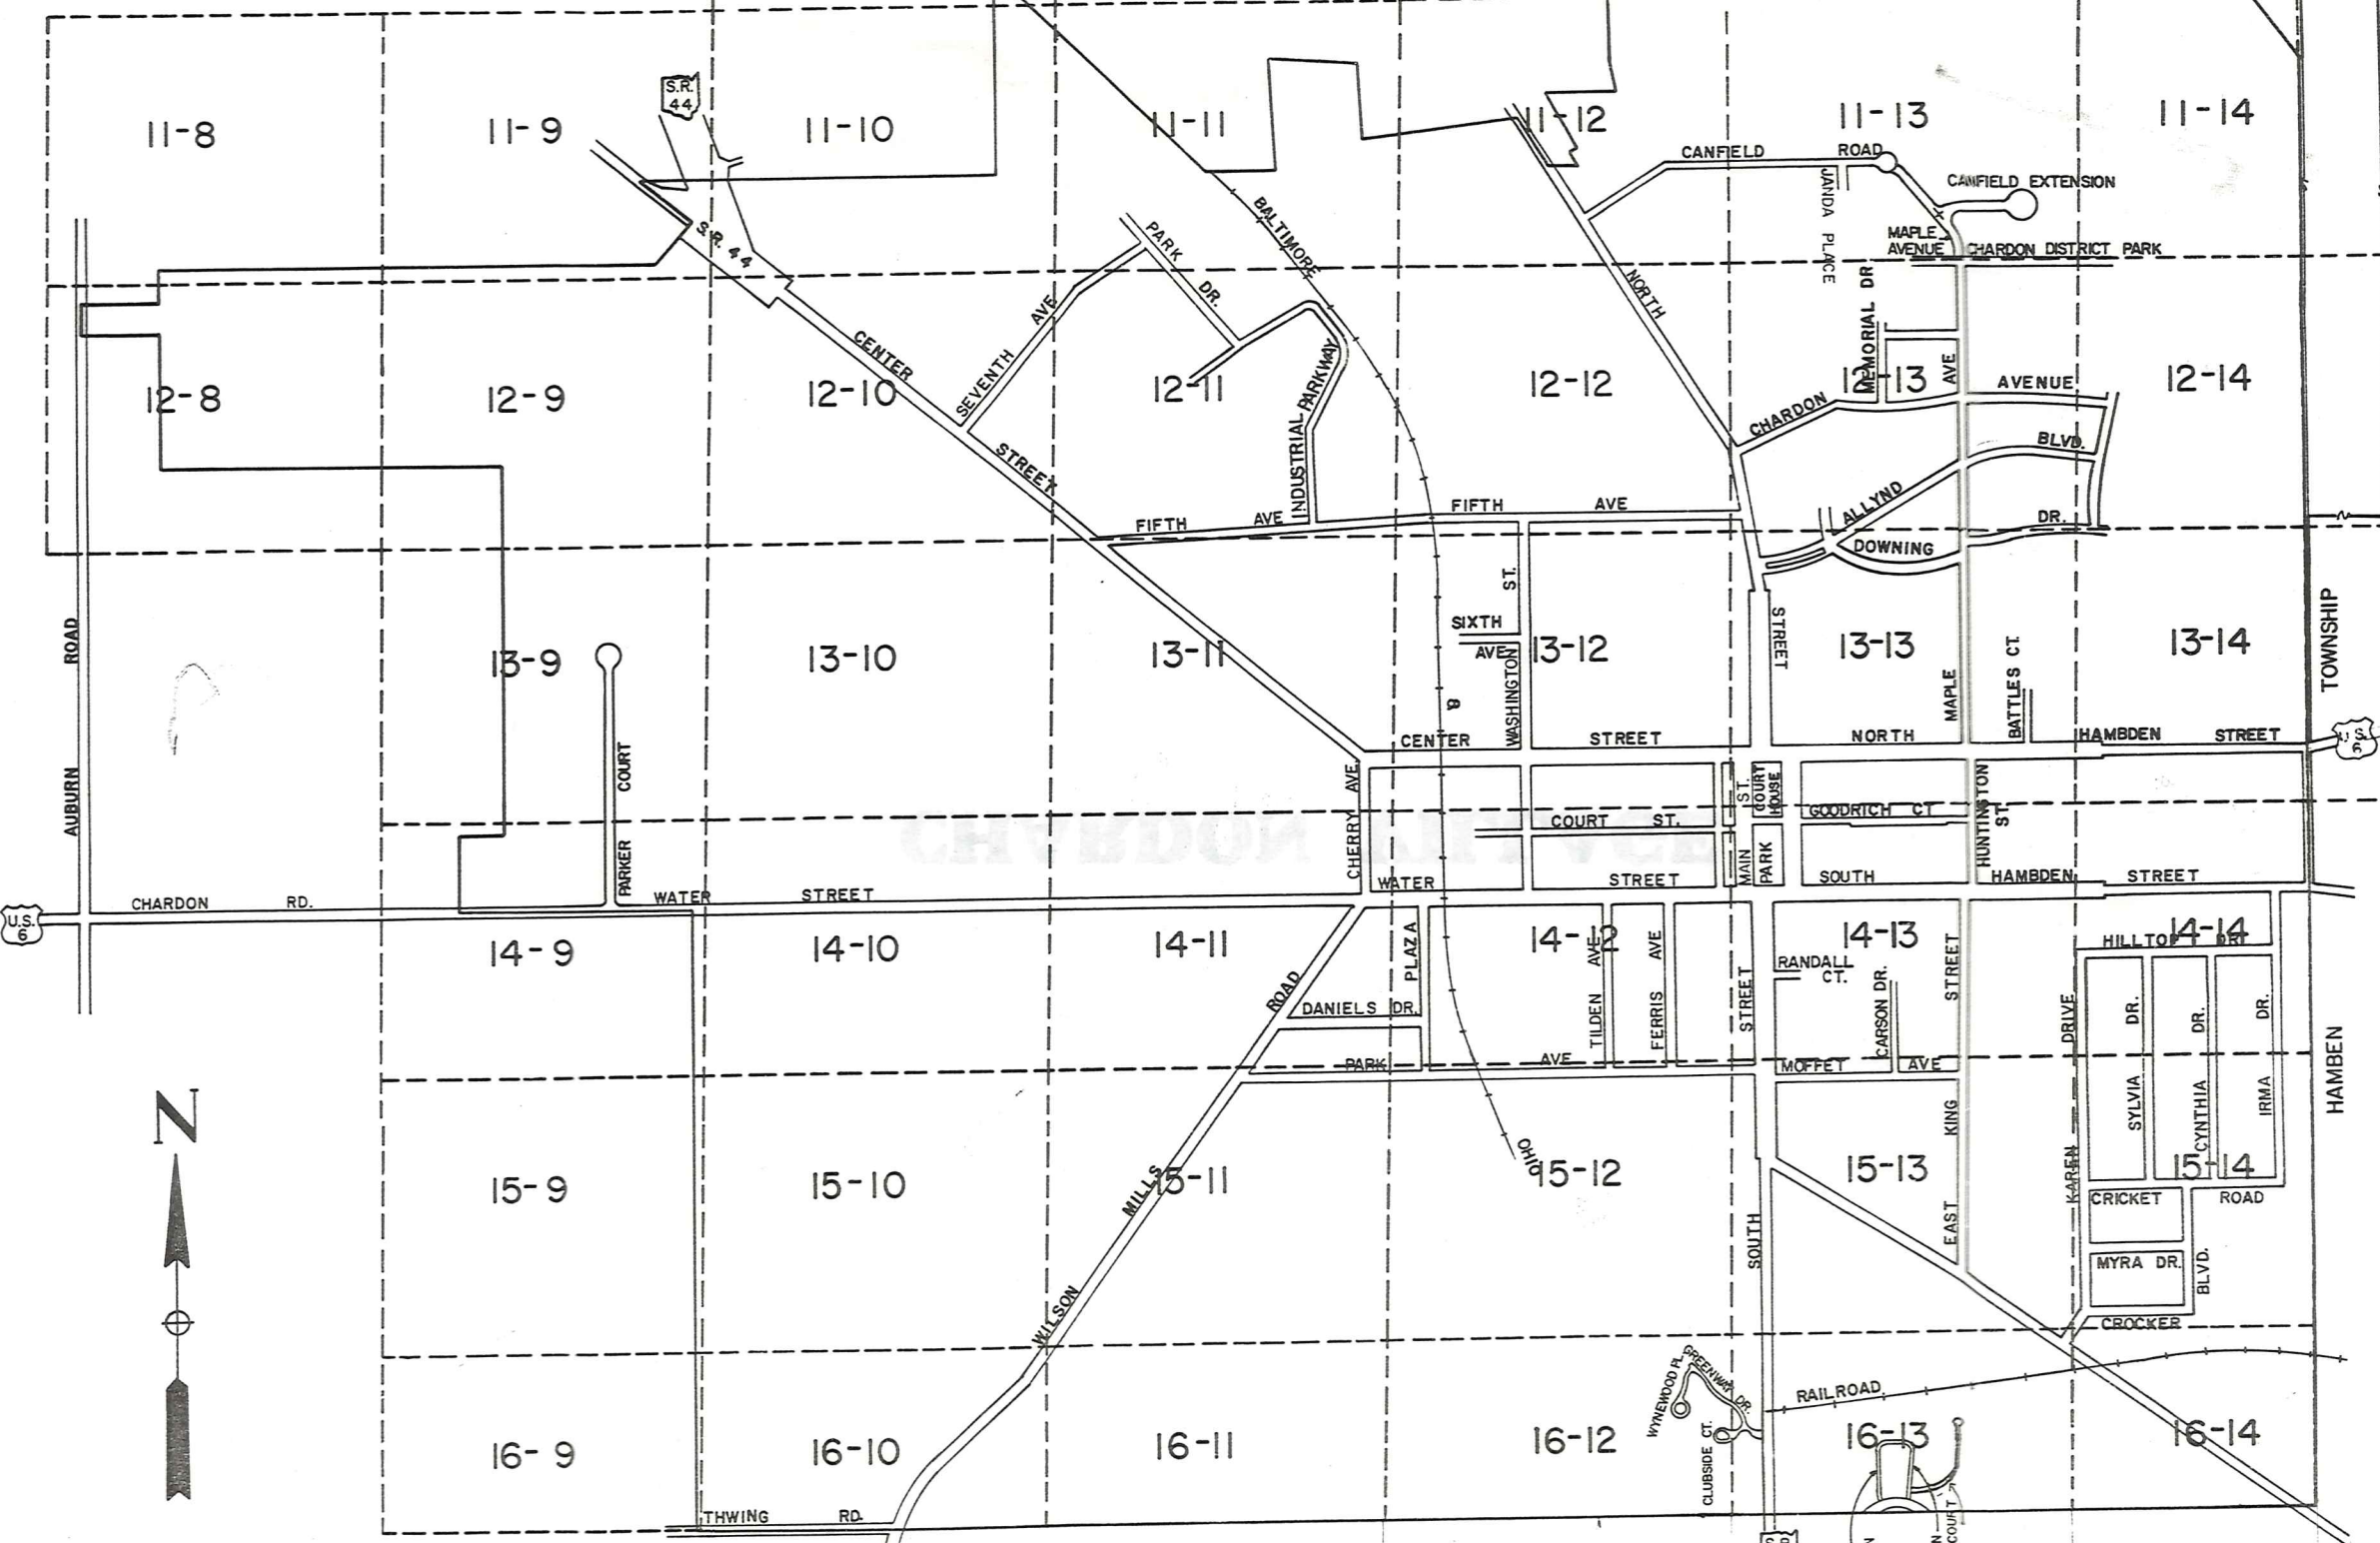 S.R.
44
11-8
11-9
11-10
11-11
11-12
11-13
11-14
CANFIELD ROAD
JANDA PLACE
CANFIELD EXTENSION
MAPLE
AVENUE
CHARDON DISTRICT PARK
S.R. 44
PARK DR.
BALTIMORE
NORTH
MEMORIAL DR
SEVENTH AVE
CENTER
STREET
INDUSTRIAL PARKWAY
12-8
12-9
12-10
12-11
12-12
12-13
12-14
CHARDON
AVENUE
AVE
ALLYND
BLVD.
FIFTH AVE
FIFTH AVE
DOWNING
DR.
ST.
SIXTH
AVE
WASHINGTON
STREET
13-9
13-10
13-11
13-12
13-13
13-14
TOWNSHIP
ROAD
AUBURN
MAPLE
BATTLES CT.
&
CENTER STREET
NORTH
HAMBDEN STREET
U.S.
6
PARKER COURT
CHERRY AVE.
ST.
COURT
HOUSE
GOODRICH CT
HUNTINGTON
ST
COURT ST.
MAIN
PARK
CHARDON RD.
WATER STREET
WATER
STREET
SOUTH
HAMBDEN
STREET
U.S.
6
14-9
14-10
14-11
14-12
14-13
14-14
HILLTOP DR
PLAZA
TILDEN AVE
FERRIS AVE
STREET
RANDALL
CT.
CARSON DR.
STREET
DRIVE
DR.
DR.
DR.
ROAD
DANIELS DR.
PARK
AVE
MOFFET AVE
SYLVIA
CYNTHIA
IRMA
HAMBEN
N
15-9
15-10
15-11
15-12
15-13
15-14
OHIO
MILLS
WILSON
SOUTH
EAST KING
KAREN
CRICKET ROAD
MYRA DR.
BLVD.
CROCKER
WYNEWOOD PL.
GREENWAY DR.
CLUBSIDE CT.
RAILROAD
16-9
16-10
16-11
16-12
16-13
16-14
THWING RD.
COURT